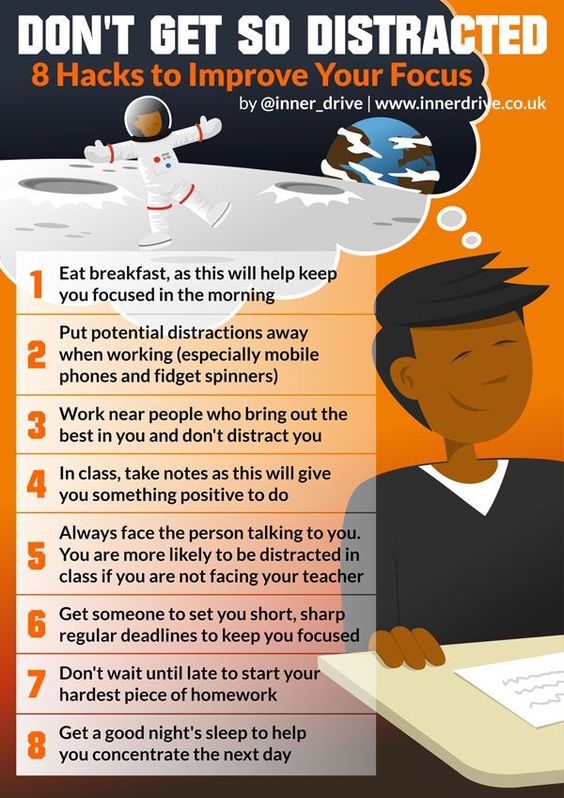 DON'T GET SO DISTRACTED
8 Hacks to Improve Your Focus
by @inner_drive | www.innerdrive.co.uk
1 Eat breakfast, as this will help keep
you focused in the morning
2 Put potential distractions away
when working (especially mobile
phones and fidget spinners)
3 Work near people who bring out the
best in you and don't distract you
4 In class, take notes as this will give
you something positive to do
5 Always face the person talking to you.
You are more likely to be distracted in
class if you are not facing your teacher
6 Get someone to set you short, sharp
regular deadlines to keep you focused
7 Don't wait until late to start your
hardest piece of homework
8 Get a good night's sleep to help
you concentrate the next day